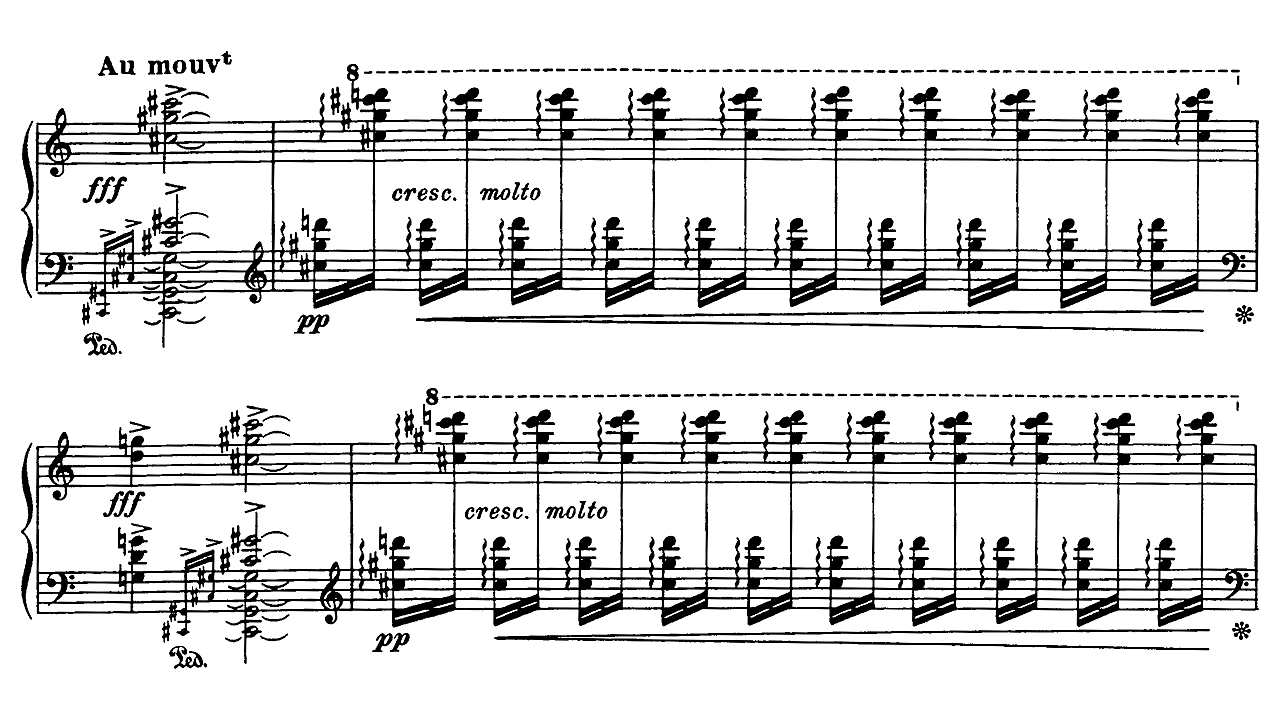 Au mouvt
8
fff
cresc. molto
pp
Ped.
8
fff
cresc. molto
pp
Ped.